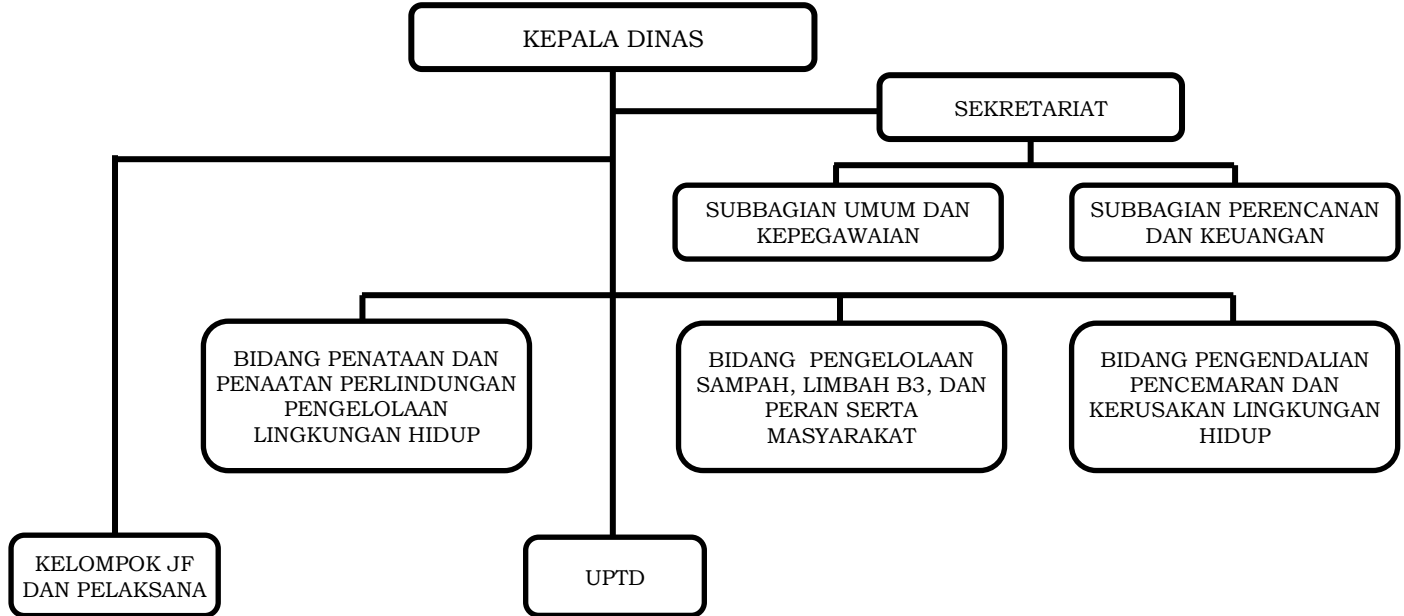 KEPALA DINAS
SEKRETARIAT
SUBBAGIAN UMUM DAN
KEPEGAWAIAN
SUBBAGIAN PERENCANAN
DAN KEUANGAN
BIDANG PENATAAN DAN
PENAATAN PERLINDUNGAN
PENGELOLAAN
LINGKUNGAN HIDUP
BIDANG PENGELOLAAN
SAMPAH, LIMBAH B3, DAN
PERAN SERTA
MASYARAKAT
BIDANG PENGENDALIAN
PENCEMARAN DAN
KERUSAKAN LINGKUNGAN
HIDUP
KELOMPOK JF
DAN PELAKSANA
UPTD